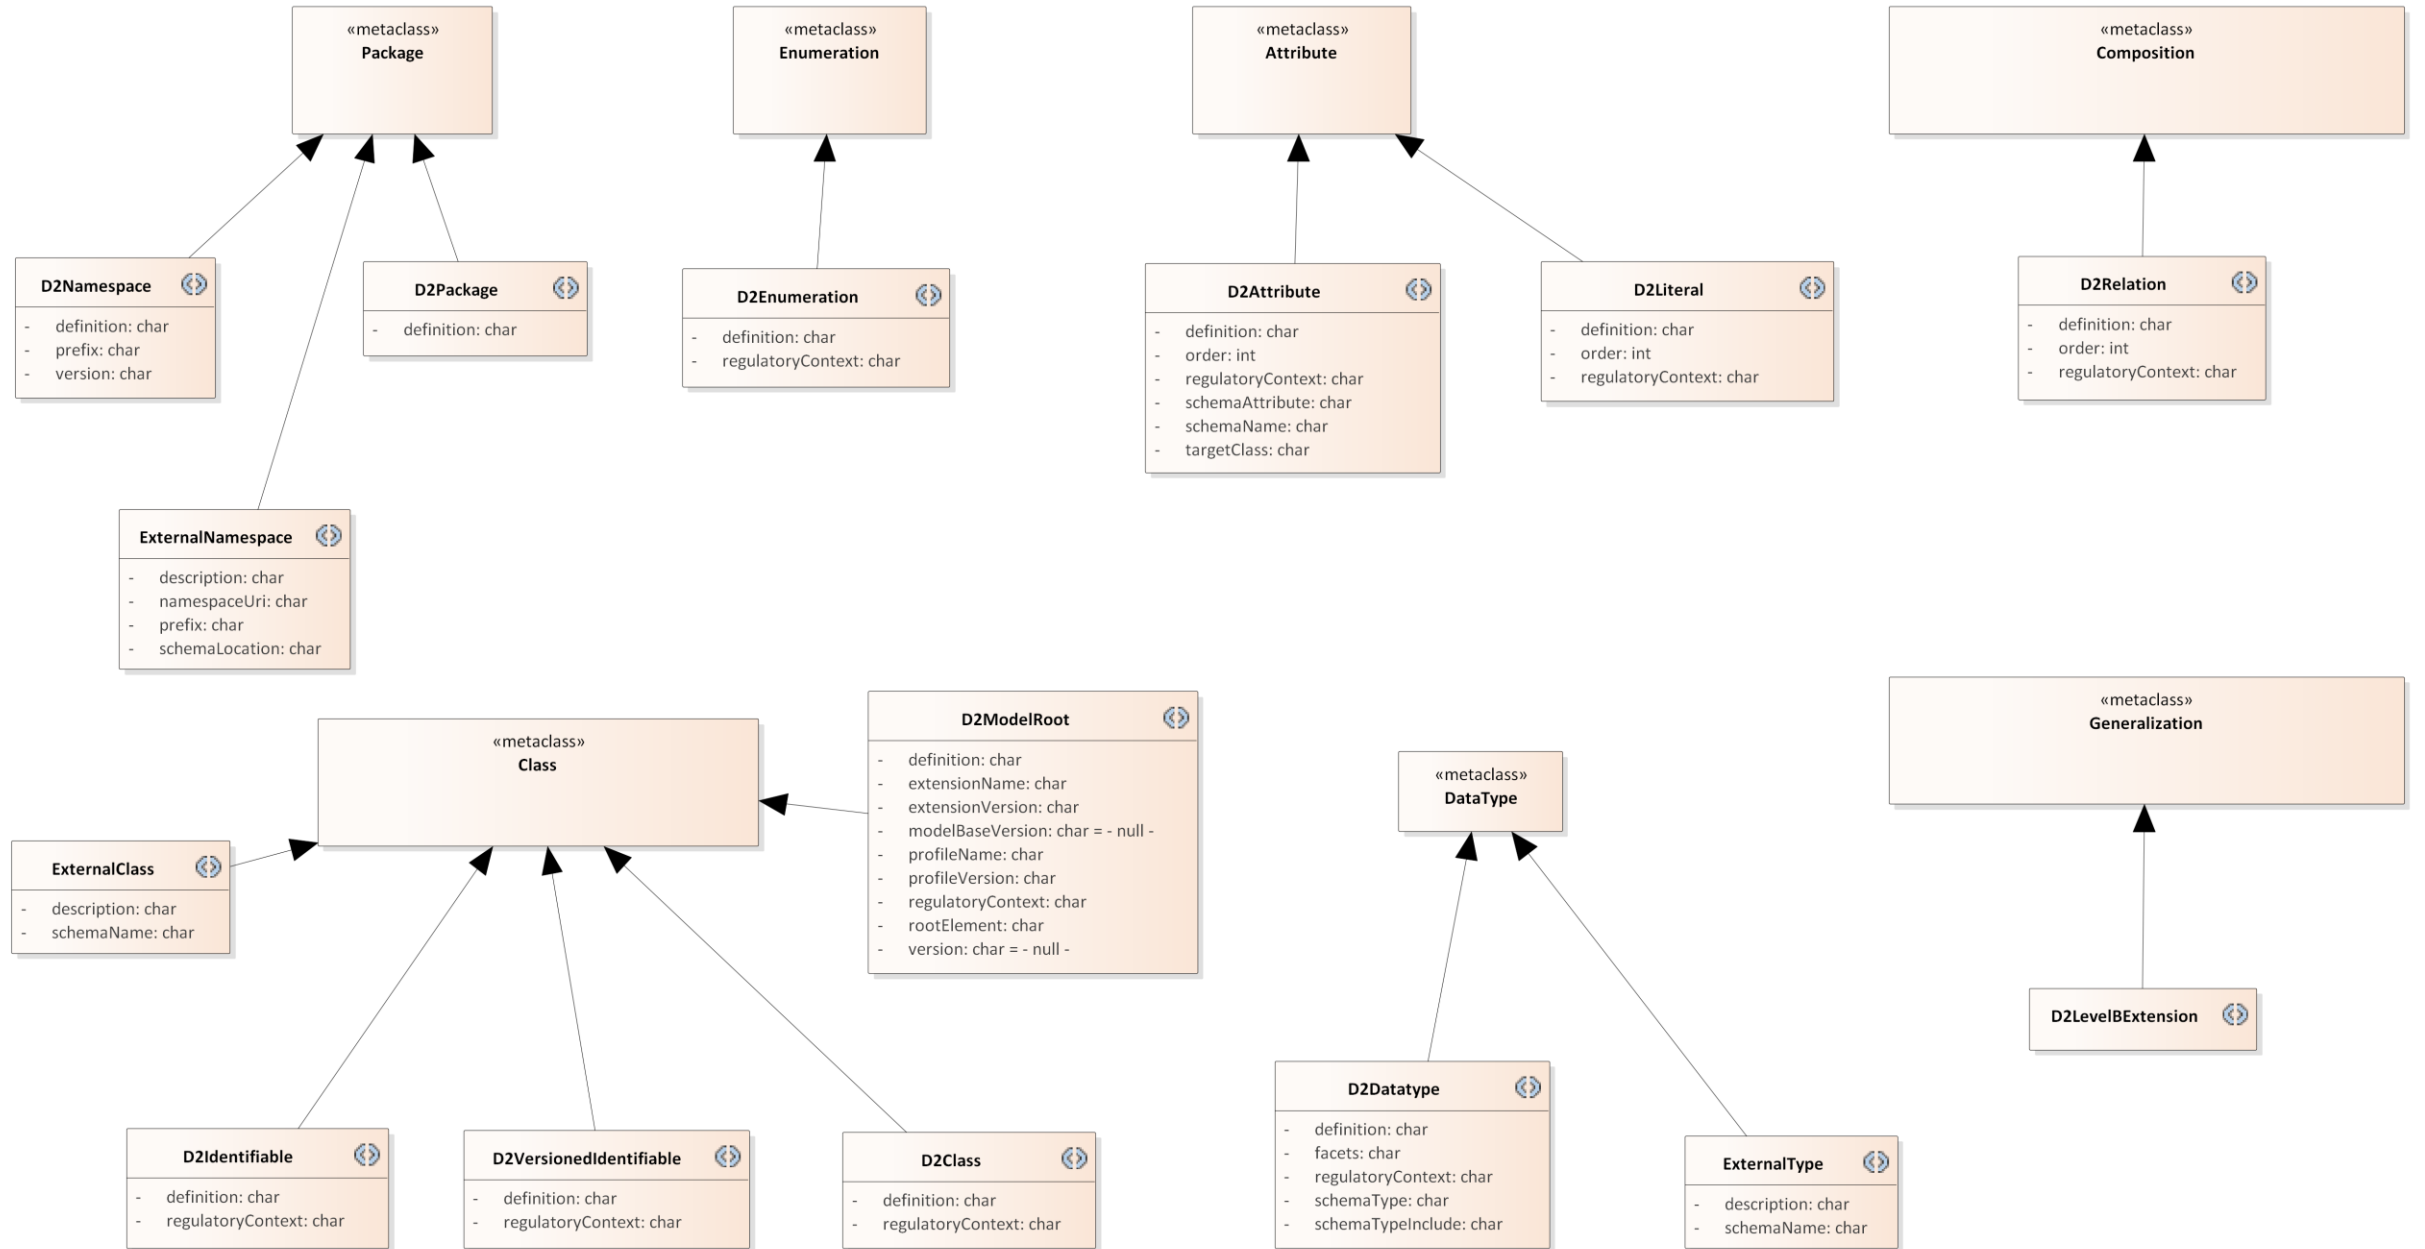 «metaclass»
Package
«metaclass»
Enumeration
«metaclass»
Attribute
«metaclass»
Composition
D2Namespace
- definition: char
- prefix: char
- version: char
D2Package
- definition: char
D2Enumeration
- definition: char
- regulatoryContext: char
D2Attribute
- definition: char
- order: int
- regulatoryContext: char
- schemaAttribute: char
- schemaName: char
- targetClass: char
D2Literal
- definition: char
- order: int
- regulatoryContext: char
D2Relation
- definition: char
- order: int
- regulatoryContext: char
ExternalNamespace
- description: char
- namespaceUri: char
- prefix: char
- schemaLocation: char
«metaclass»
Class
D2ModelRoot
- definition: char
- extensionName: char
- extensionVersion: char
- modelBaseVersion: char = - null -
- profileName: char
- profileVersion: char
- regulatoryContext: char
- rootElement: char
- version: char = - null -
«metaclass»
DataType
«metaclass»
Generalization
ExternalClass
- description: char
- schemaName: char
D2LevelBExtension
D2Identifiable
- definition: char
- regulatoryContext: char
D2VersionedIdentifiable
- definition: char
- regulatoryContext: char
D2Class
- definition: char
- regulatoryContext: char
D2Datatype
- definition: char
- facets: char
- regulatoryContext: char
- schemaType: char
- schemaTypeInclude: char
ExternalType
- description: char
- schemaName: char